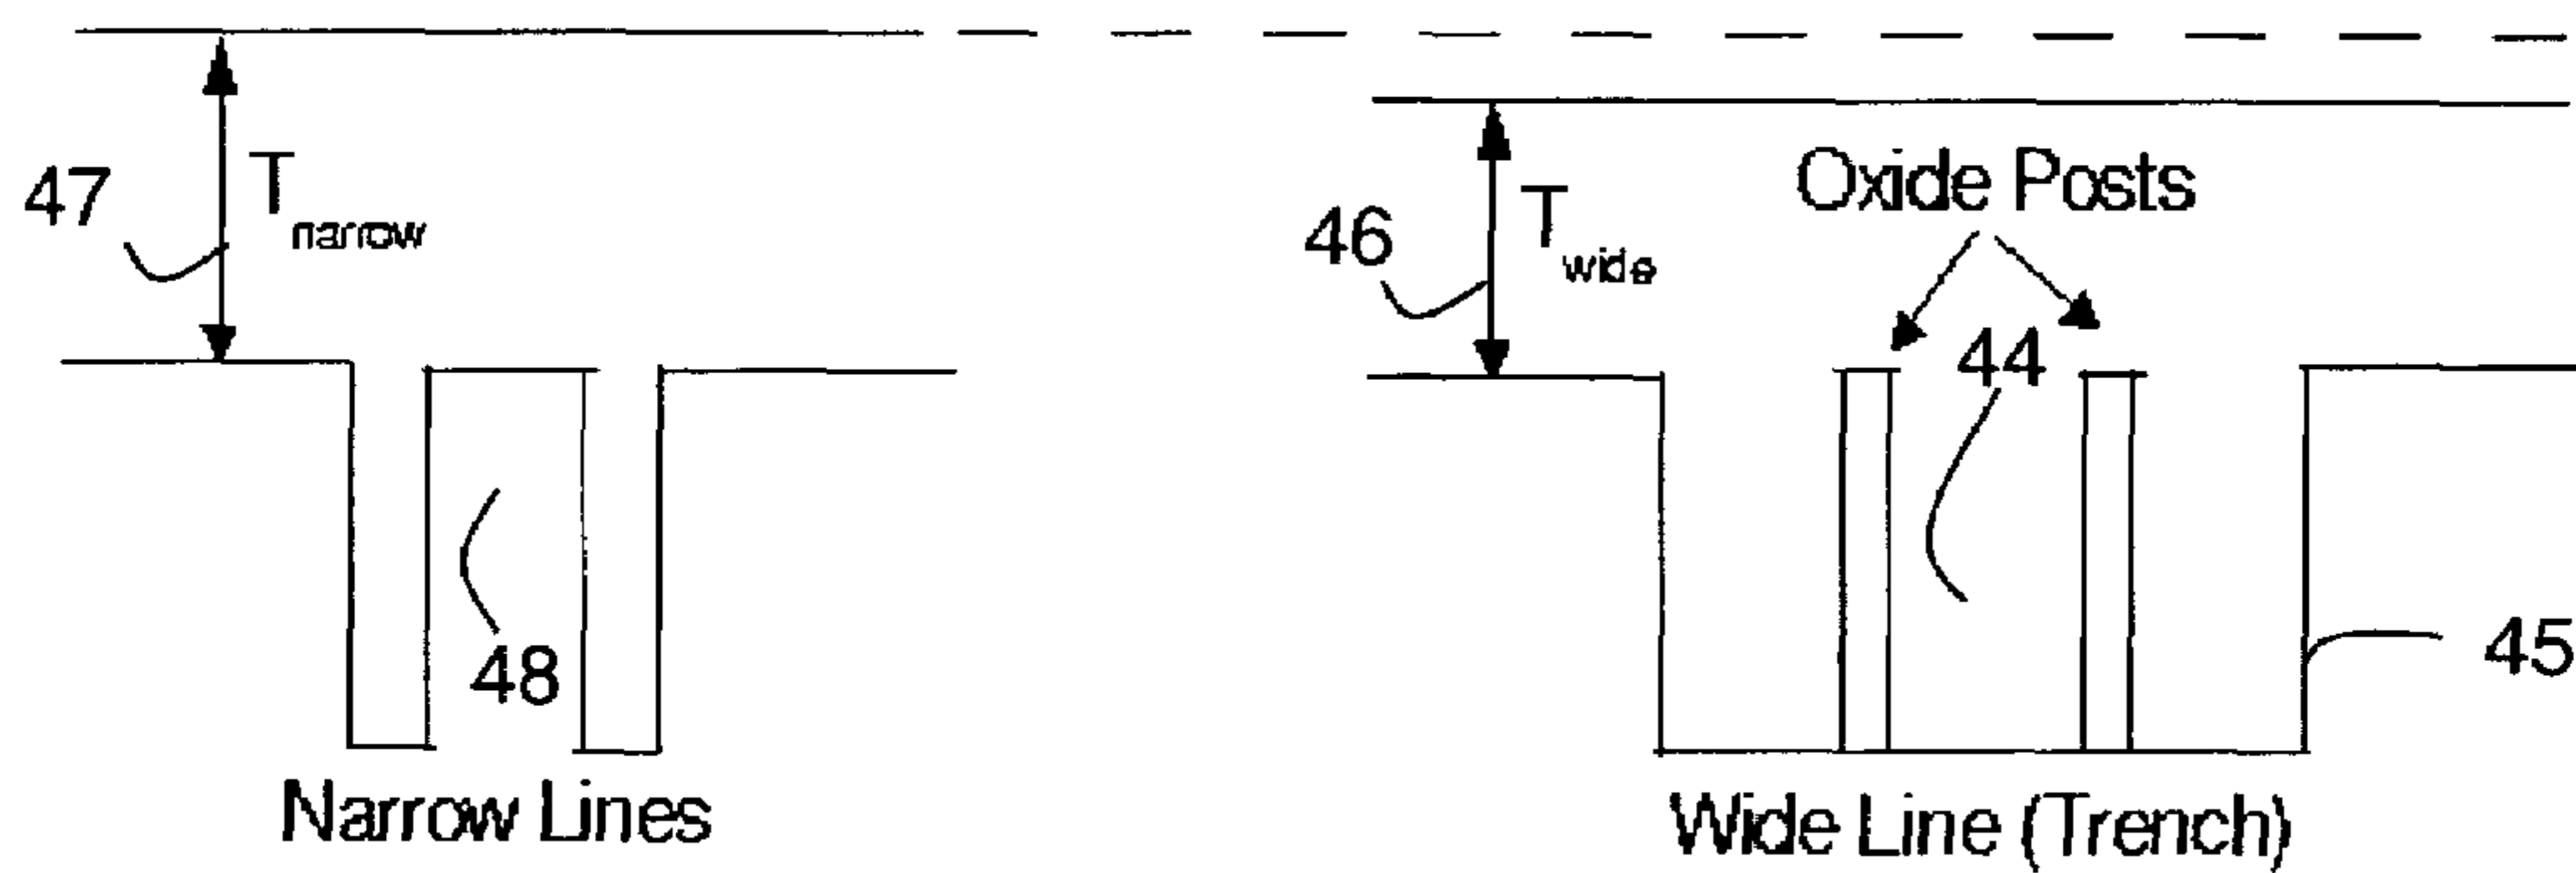 47
T narrow
46
T wide
Oxide Posts
44
48
45
Narrow Lines
Wide Line (Trench)